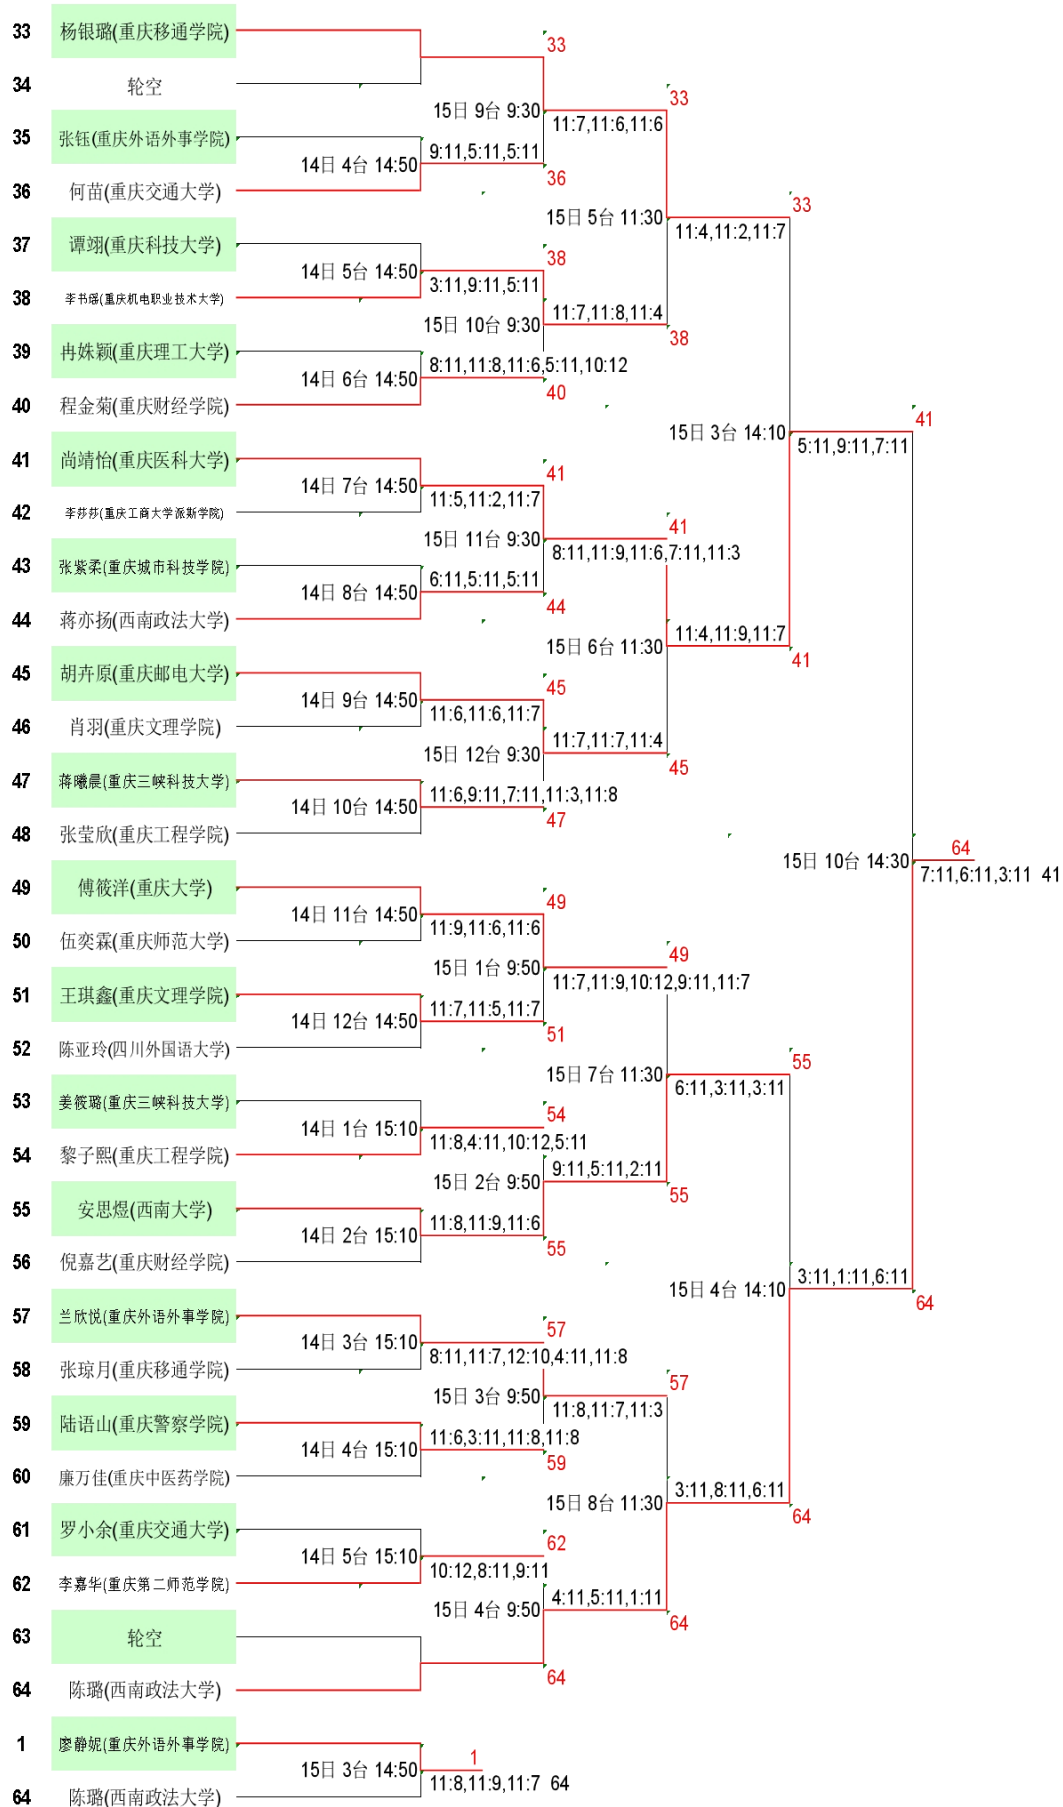 33 杨银璐(重庆移通学院)
33
34 轮空
33
15日 9台 9:30
11:7,11:6,11:6
35 张钰(重庆外语外事学院)
14日 4台 14:50
9:11,5:11,5:11
36
36 何苗(重庆交通大学)
33
15日 5台 11:30
11:4,11:2,11:7
37 谭翊(重庆科技大学)
38
14日 5台 14:50
3:11,9:11,5:11
38 李书瑶(重庆机电职业技术大学)
11:7,11:8,11:4
15日 10台 9:30
38
39 冉姝颖(重庆理工大学)
8:11,11:8,11:6,5:11,10:12
14日 6台 14:50
40
40 程金菊(重庆财经学院)
41
15日 3台 14:10
5:11,9:11,7:11
41 尚靖怡(重庆医科大学)
41
14日 7台 14:50
11:5,11:2,11:7
42 李莎莎(重庆工商大学派斯学院)
41
15日 11台 9:30
8:11,11:9,11:6,7:11,11:3
43 张紫柔(重庆城市科技学院)
6:11,5:11,5:11
14日 8台 14:50
44
44 蒋亦扬(西南政法大学)
11:4,11:9,11:7
15日 6台 11:30
41
45 胡卉原(重庆邮电大学)
45
14日 9台 14:50
11:6,11:6,11:7
46 肖羽(重庆文理学院)
11:7,11:7,11:4
15日 12台 9:30
45
47 蒋曦晨(重庆三峡科技大学)
11:6,9:11,7:11,11:3,11:8
14日 10台 14:50
47
48 张莹欣(重庆工程学院)
64
15日 10台 14:30
7:11,6:11,3:11 41
49 傅筱洋(重庆大学)
49
14日 11台 14:50
11:9,11:6,11:6
50 伍奕霖(重庆师范大学)
49
15日 1台 9:50
11:7,11:9,10:12,9:11,11:7
51 王琪鑫(重庆文理学院)
11:7,11:5,11:7
14日 12台 14:50
51
52 陈亚玲(四川外国语大学)
55
15日 7台 11:30
6:11,3:11,3:11
53 姜筱璐(重庆三峡科技大学)
54
14日 1台 15:10
11:8,4:11,10:12,5:11
54 黎子熙(重庆工程学院)
9:11,5:11,2:11
15日 2台 9:50
55
55 安思煜(西南大学)
11:8,11:9,11:6
14日 2台 15:10
55
56 倪嘉艺(重庆财经学院)
3:11,1:11,6:11
15日 4台 14:10
64
57 兰欣悦(重庆外语外事学院)
57
14日 3台 15:10
8:11,11:7,12:10,4:11,11:8
58 张琼月(重庆移通学院)
57
15日 3台 9:50
11:8,11:7,11:3
59 陆语山(重庆警察学院)
11:6,3:11,11:8,11:8
14日 4台 15:10
59
60 廉万佳(重庆中医药学院)
3:11,8:11,6:11
15日 8台 11:30
64
61 罗小余(重庆交通大学)
62
14日 5台 15:10
10:12,8:11,9:11
62 李嘉华(重庆第二师范学院)
4:11,5:11,1:11
15日 4台 9:50
64
63 轮空
64
64 陈璐(西南政法大学)
1 廖静妮(重庆外语外事学院)
1
15日 3台 14:50
11:8,11:9,11:7 64
64 陈璐(西南政法大学)